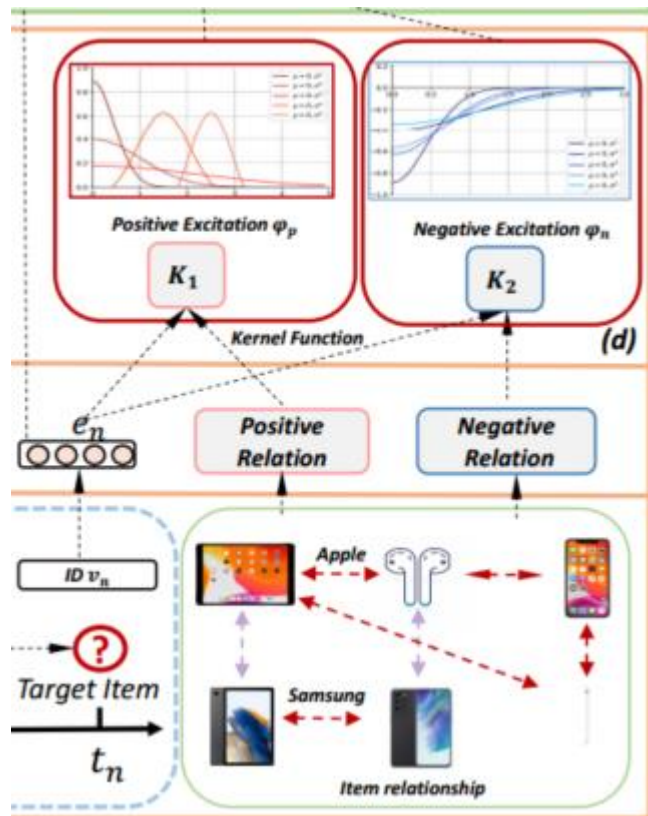 Positive Excitation φp
Negative Excitation φn
K1
K2
Kernel Function
(d)
en
Positive
Relation
Negative
Relation
ID vn
Apple
?
Target Item
Samsung
tn
Item relationship